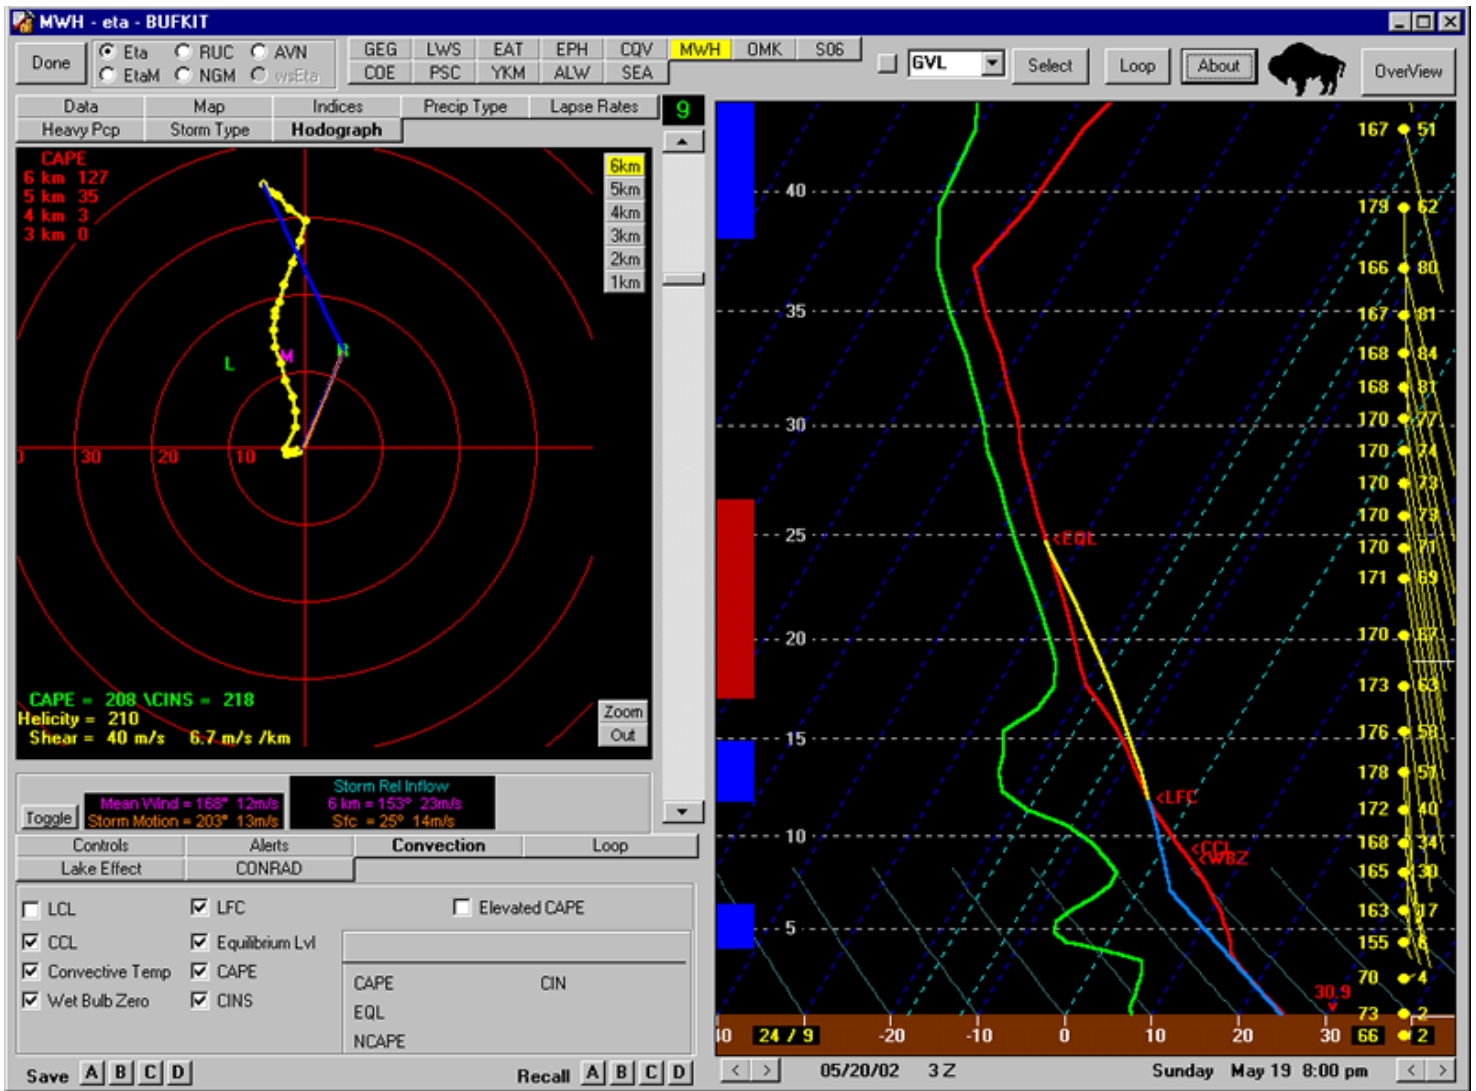 MWH - eta - BUFKIT
Done
Eta RUC AVN
EtaM NGM wsEta
GEG LWS EAT EPH CQV MWH OMK S06
COE PSC YKM ALW SEA
GVL
Select
Loop
About
OverView
Data Map Indices Precip Type Lapse Rates
Heavy Pcp Storm Type Hodograph
9
CAPE
6 km 127
5 km 35
4 km 3
3 km 0
6km
5km
4km
3km
2km
1km
L M
30 20 10
CAPE = 208 \CINS = 218
Helicity = 210
Shear = 40 m/s 6.7 m/s /km
Zoom
Out
Toggle
Mean Wind = 168° 12m/s
Storm Motion = 203° 13m/s
Storm Rel Inflow
6 km = 153° 23m/s
Sfc = 25° 14m/s
Controls Alerts Convection Loop
Lake Effect CONRAD
LCL LFC Elevated CAPE
CCL Equilibrium Lvl
Convective Temp CAPE
Wet Bulb Zero CINS
CAPE CIN
EQL
NCAPE
Save A B C D
Recall A B C D
167 51
40
179 62
166 80
35
167 81
168 84
168 81
30
170 77
170 74
170 73
170 73
25
<EQL
170 71
171 69
20
170 67
173 63
15
176 58
178 51
<LFC
172 40
10
168 34
<CCL
<WBZ
165 30
163 17
5
155 6
70 4
30.9
73 2
24 / 9 -20 -10 0 10 20 30
66 2
< > 05/20/02 3 Z Sunday May 19 8:00 pm < >